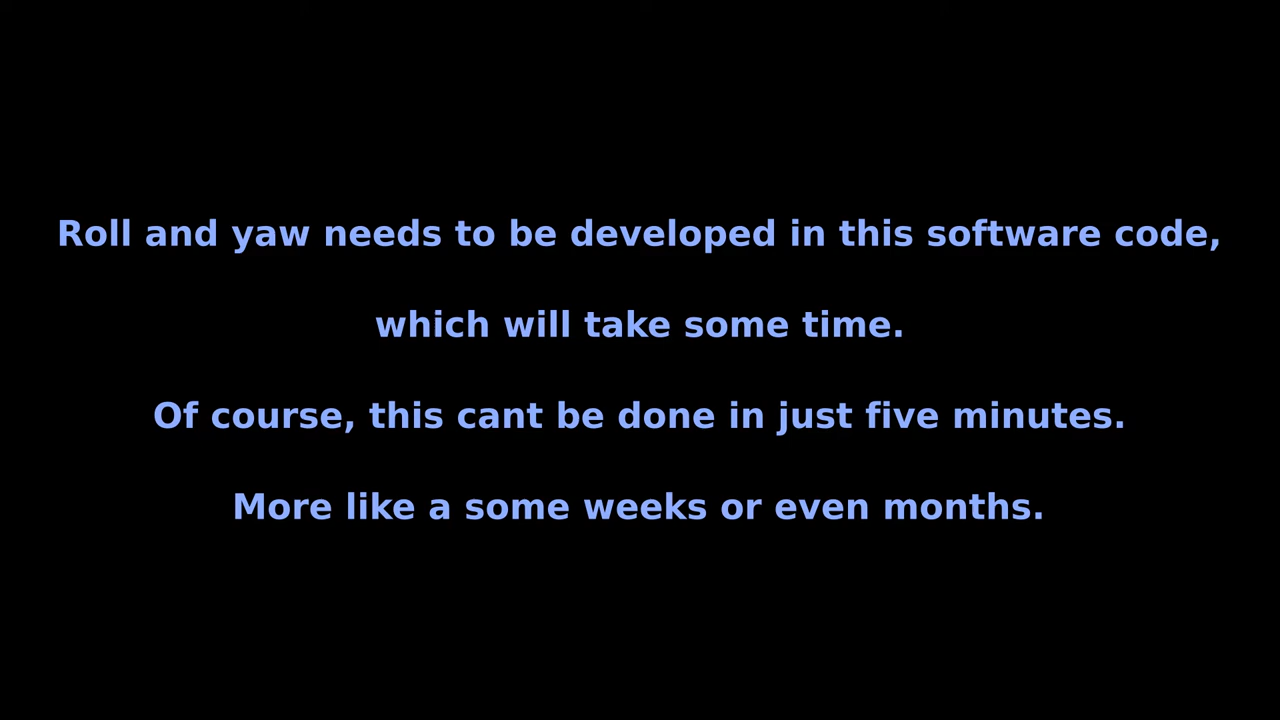 Roll and yaw needs to be developed in this software code,
which will take some time.
Of course, this cant be done in just five minutes.
More like a some weeks or even months.